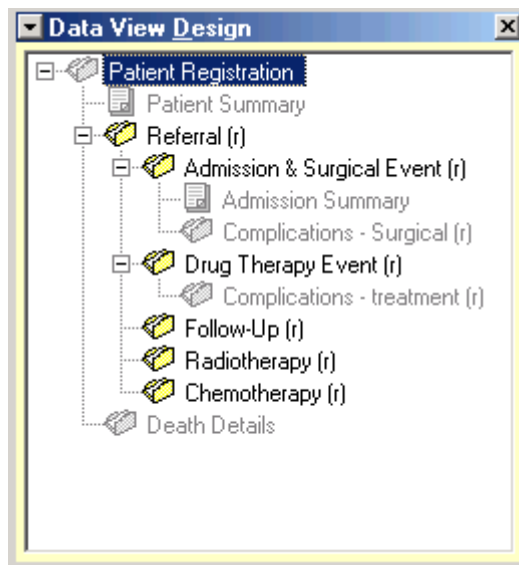 Data View Design
Patient Registration
Patient Summary
Referral (r)
Admission & Surgical Event (r)
Admission Summary
Complications - Surgical (r)
Drug Therapy Event (r)
Complications - treatment (r)
Follow-Up (r)
Radiotherapy (r)
Chemotherapy (r)
Death Details